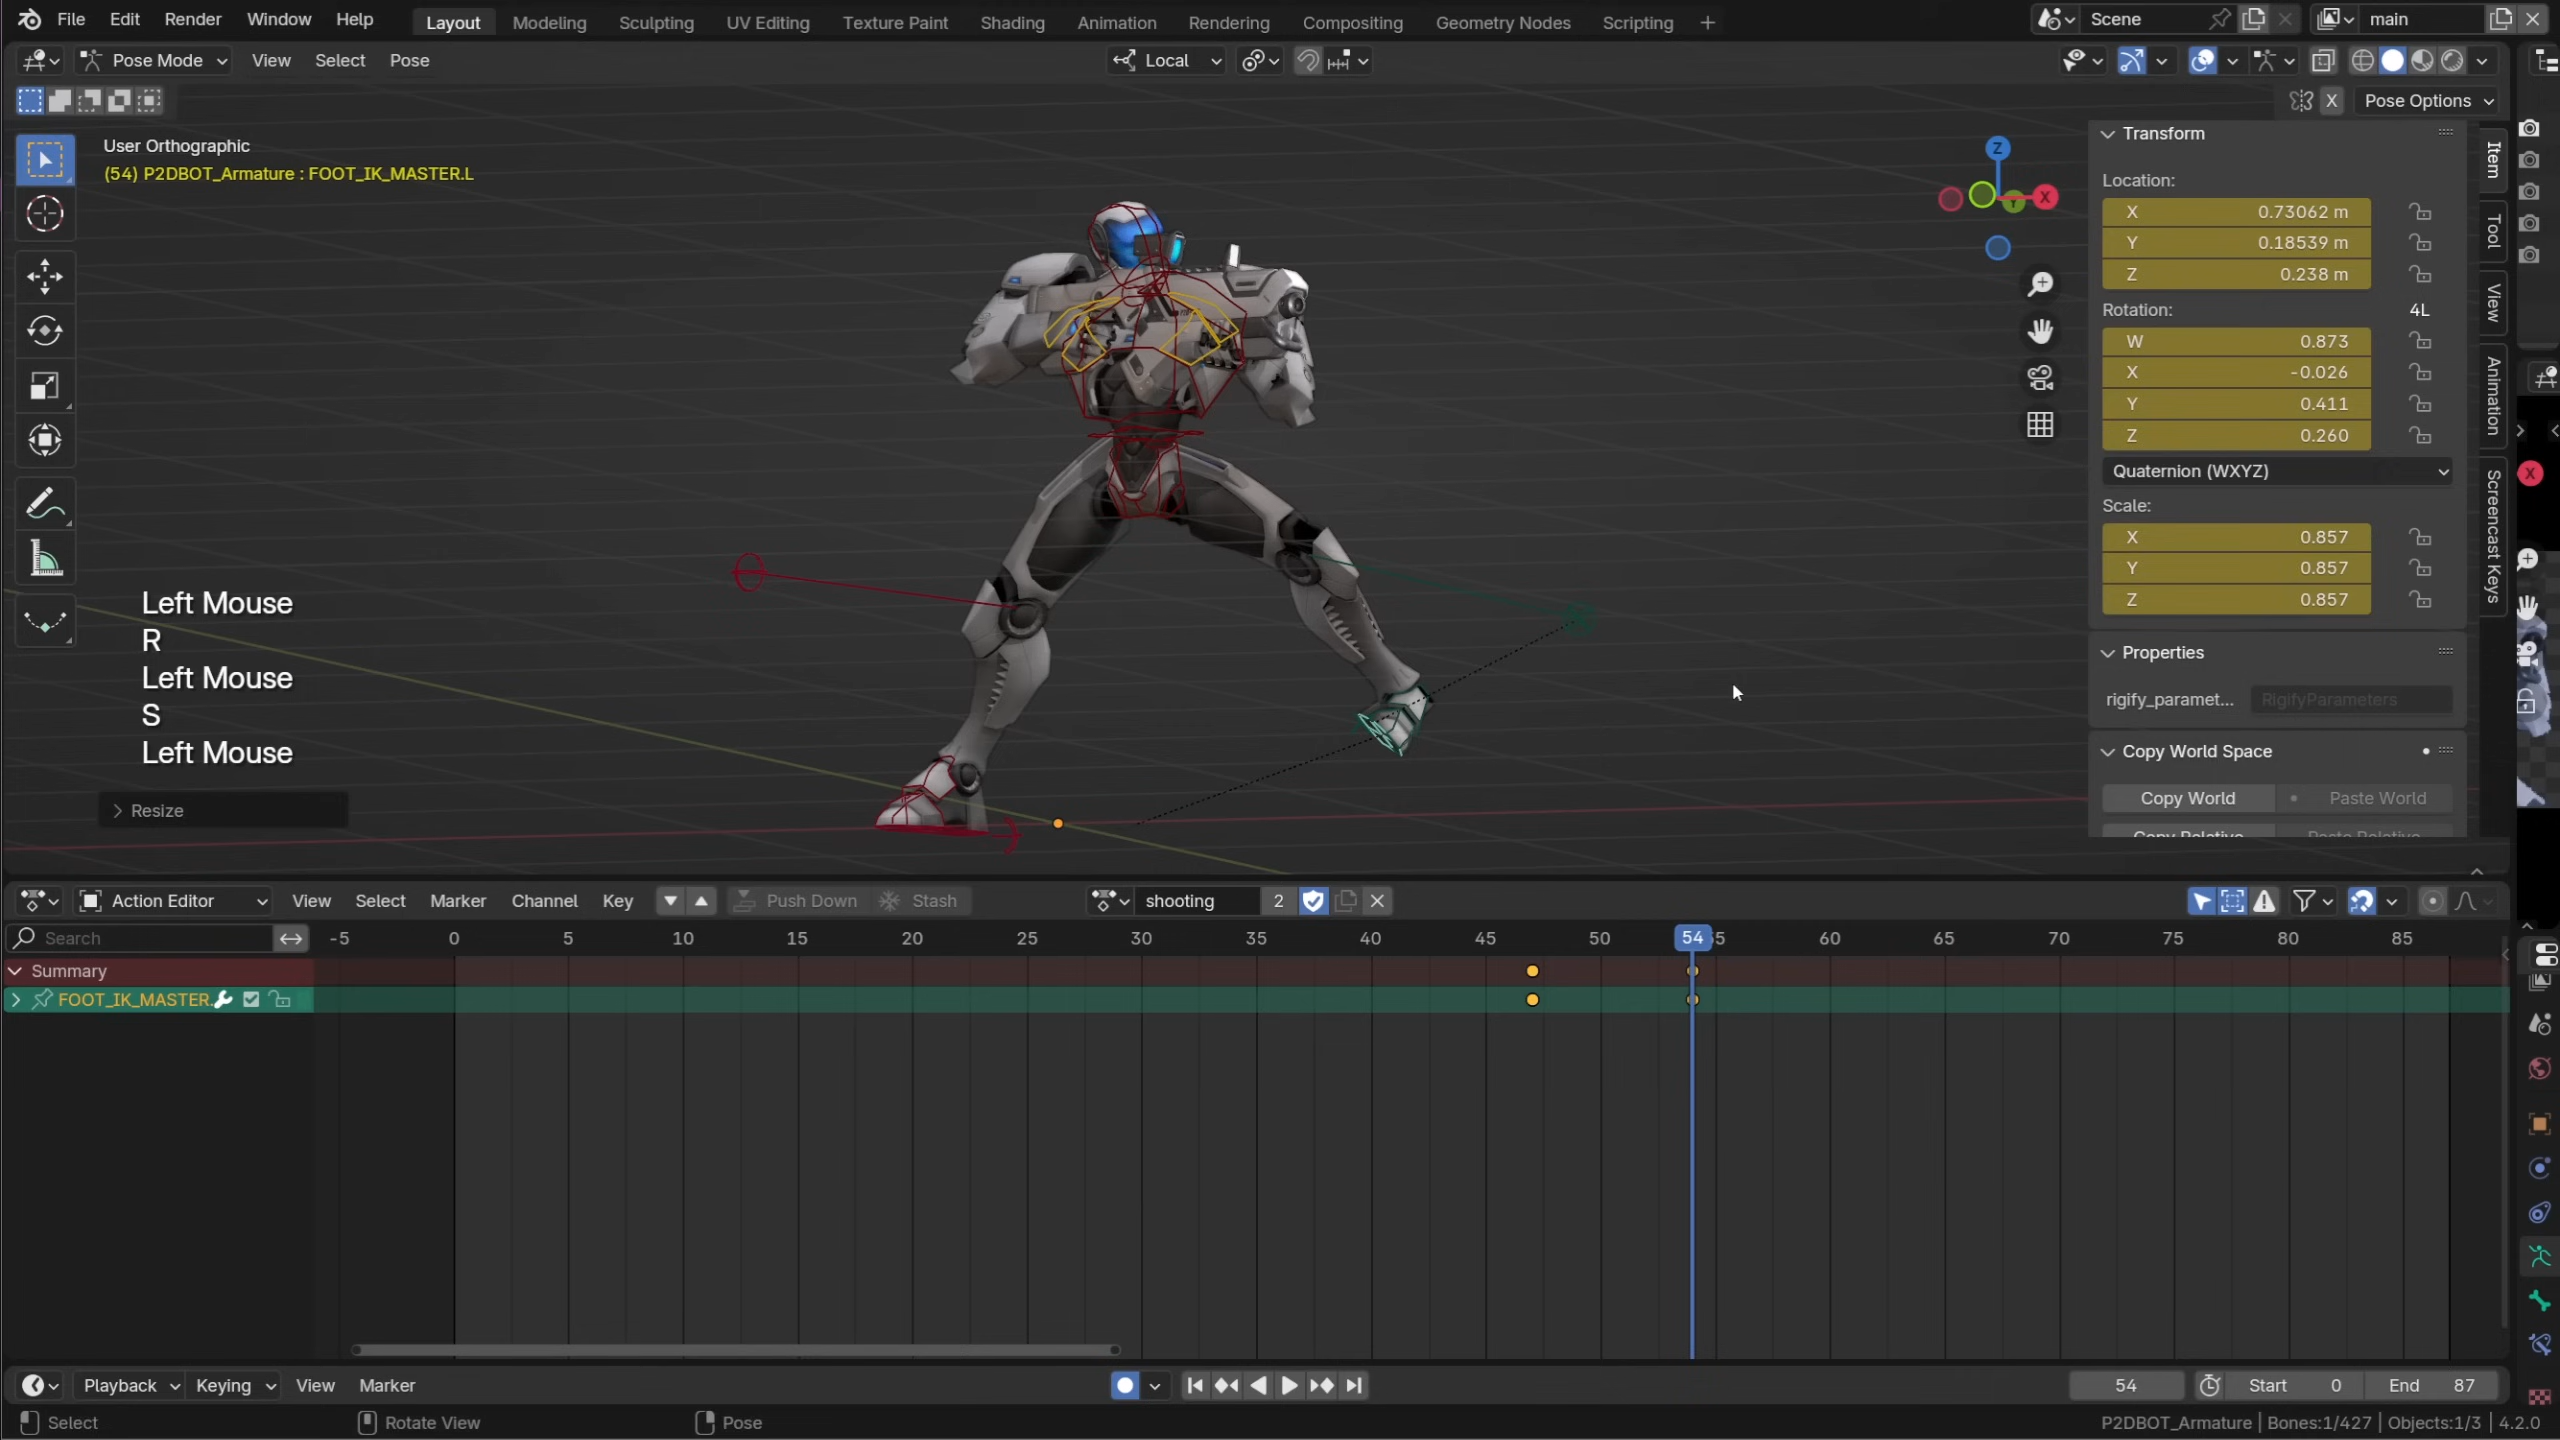 File Edit Render Window Help Layout Modeling Sculpting UV Editing Texture Paint Shading Animation Rendering Compositing Geometry Nodes Scripting + Scene main
Pose Mode View Select Pose Local
X Pose Options
User Orthographic
(54) P2DBOT_Armature : FOOT_IK_MASTER.L
Z
X
Y
Transform
Location:
X 0.73062 m
Y 0.18539 m
Z 0.238 m
Rotation: 4L
W 0.873
X -0.026
Y 0.411
Z 0.260
Quaternion (WXYZ)
Scale:
X 0.857
Y 0.857
Z 0.857
Properties
rigify_paramet... RigifyParameters
Copy World Space
Copy World Paste World
Copy Relative Paste Relative
Item
Tool
View
Animation
Screencast Keys
X
Left Mouse
R
Left Mouse
S
Left Mouse
Resize
Action Editor View Select Marker Channel Key Push Down Stash shooting 2
Search -5 0 5 10 15 20 25 30 35 40 45 50 54 60 65 70 75 80 85
Summary
FOOT_IK_MASTER.
Playback Keying View Marker 54 Start 0 End 87
Select Rotate View Pose P2DBOT_Armature | Bones:1/427 | Objects:1/3 | 4.2.0